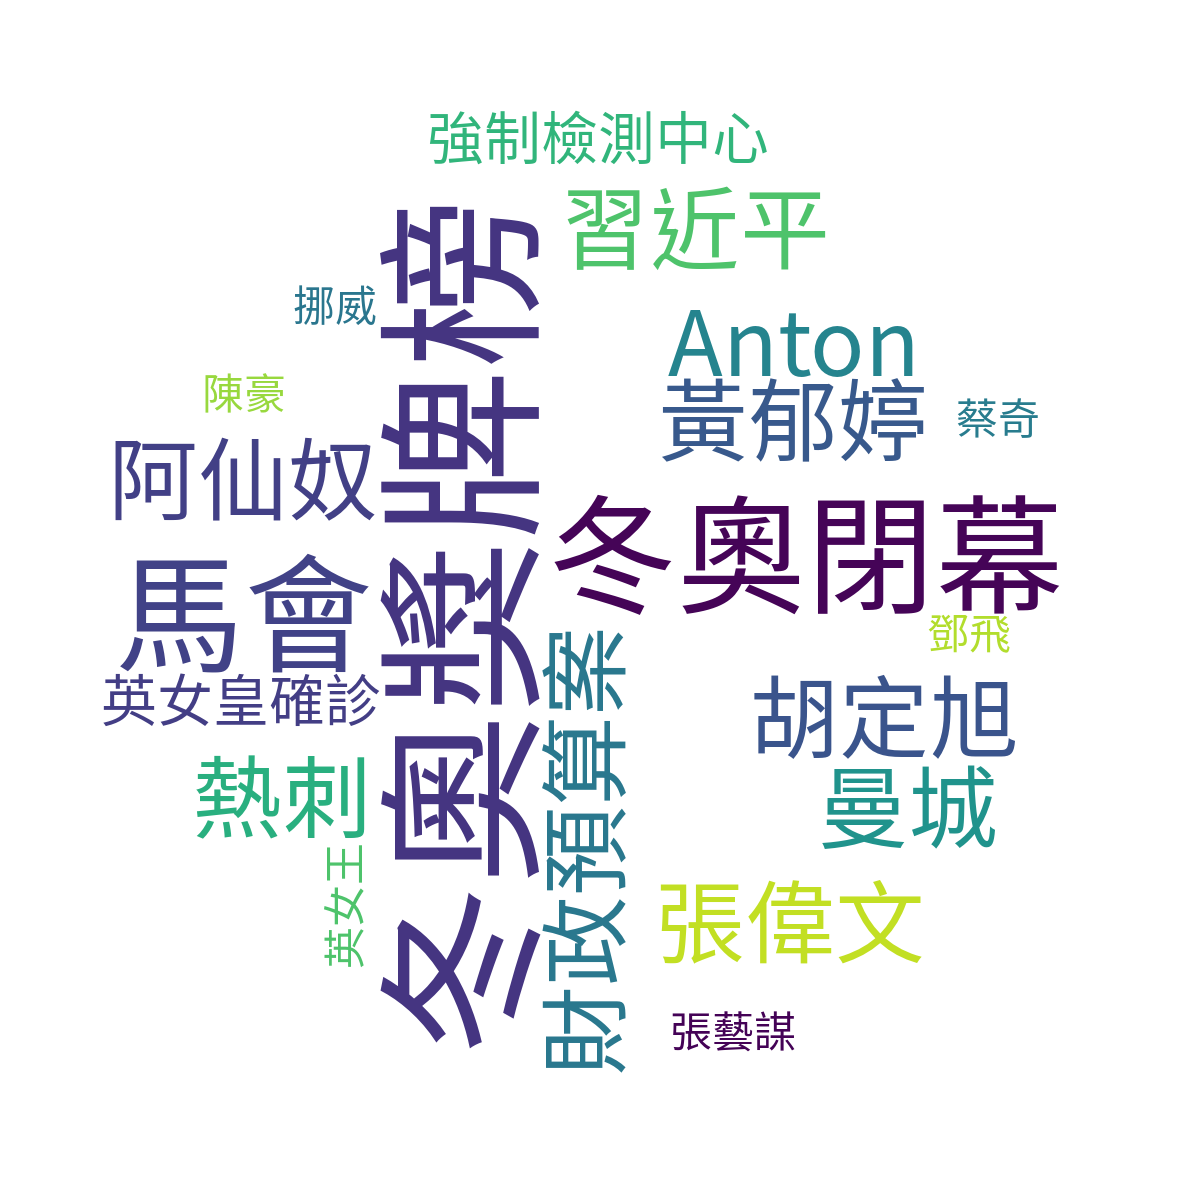 強制檢測中心
習近平
挪威
冬奧獎牌榜
Anton
陳豪
黃郁婷
蔡奇
阿仙奴
冬奧閉幕
馬會
鄧飛
財政預算案
英女皇確診
胡定旭
熱刺
曼城
英女王
張偉文
張藝謀